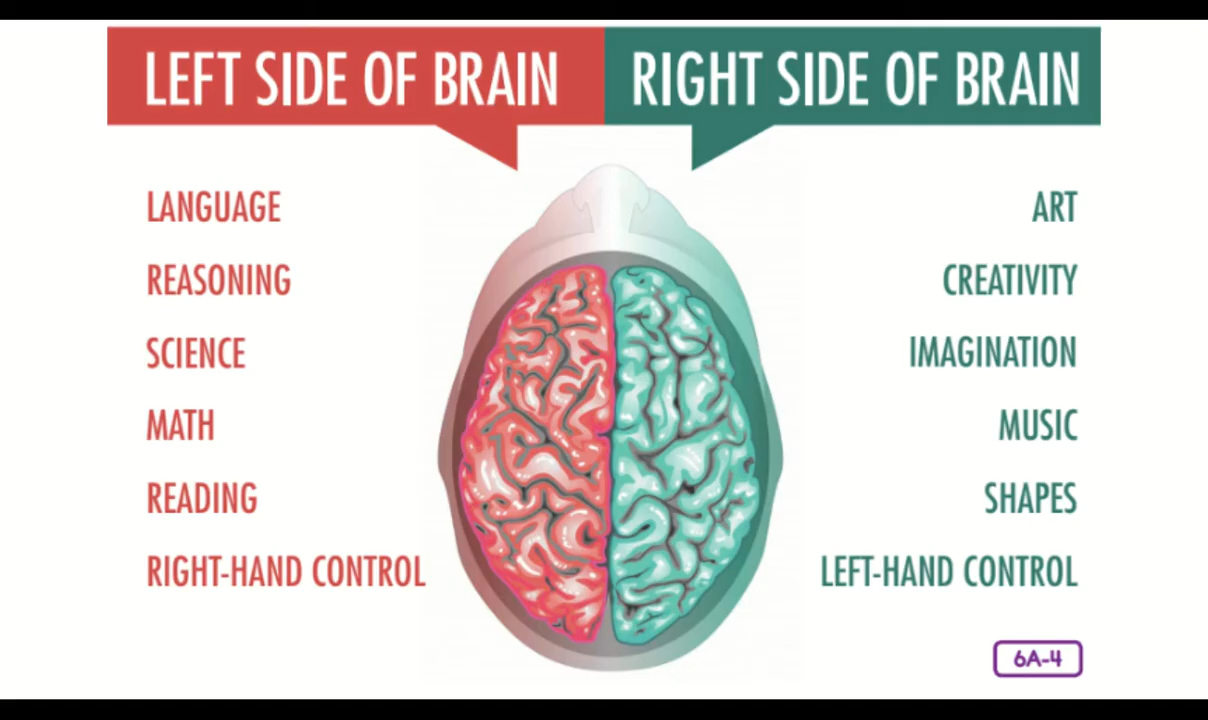 LEFT SIDE OF BRAIN
RIGHT SIDE OF BRAIN
LANGUAGE
REASONING
SCIENCE
MATH
READING
RIGHT-HAND CONTROL
ART
CREATIVITY
IMAGINATION
MUSIC
SHAPES
LEFT-HAND CONTROL
6A-4